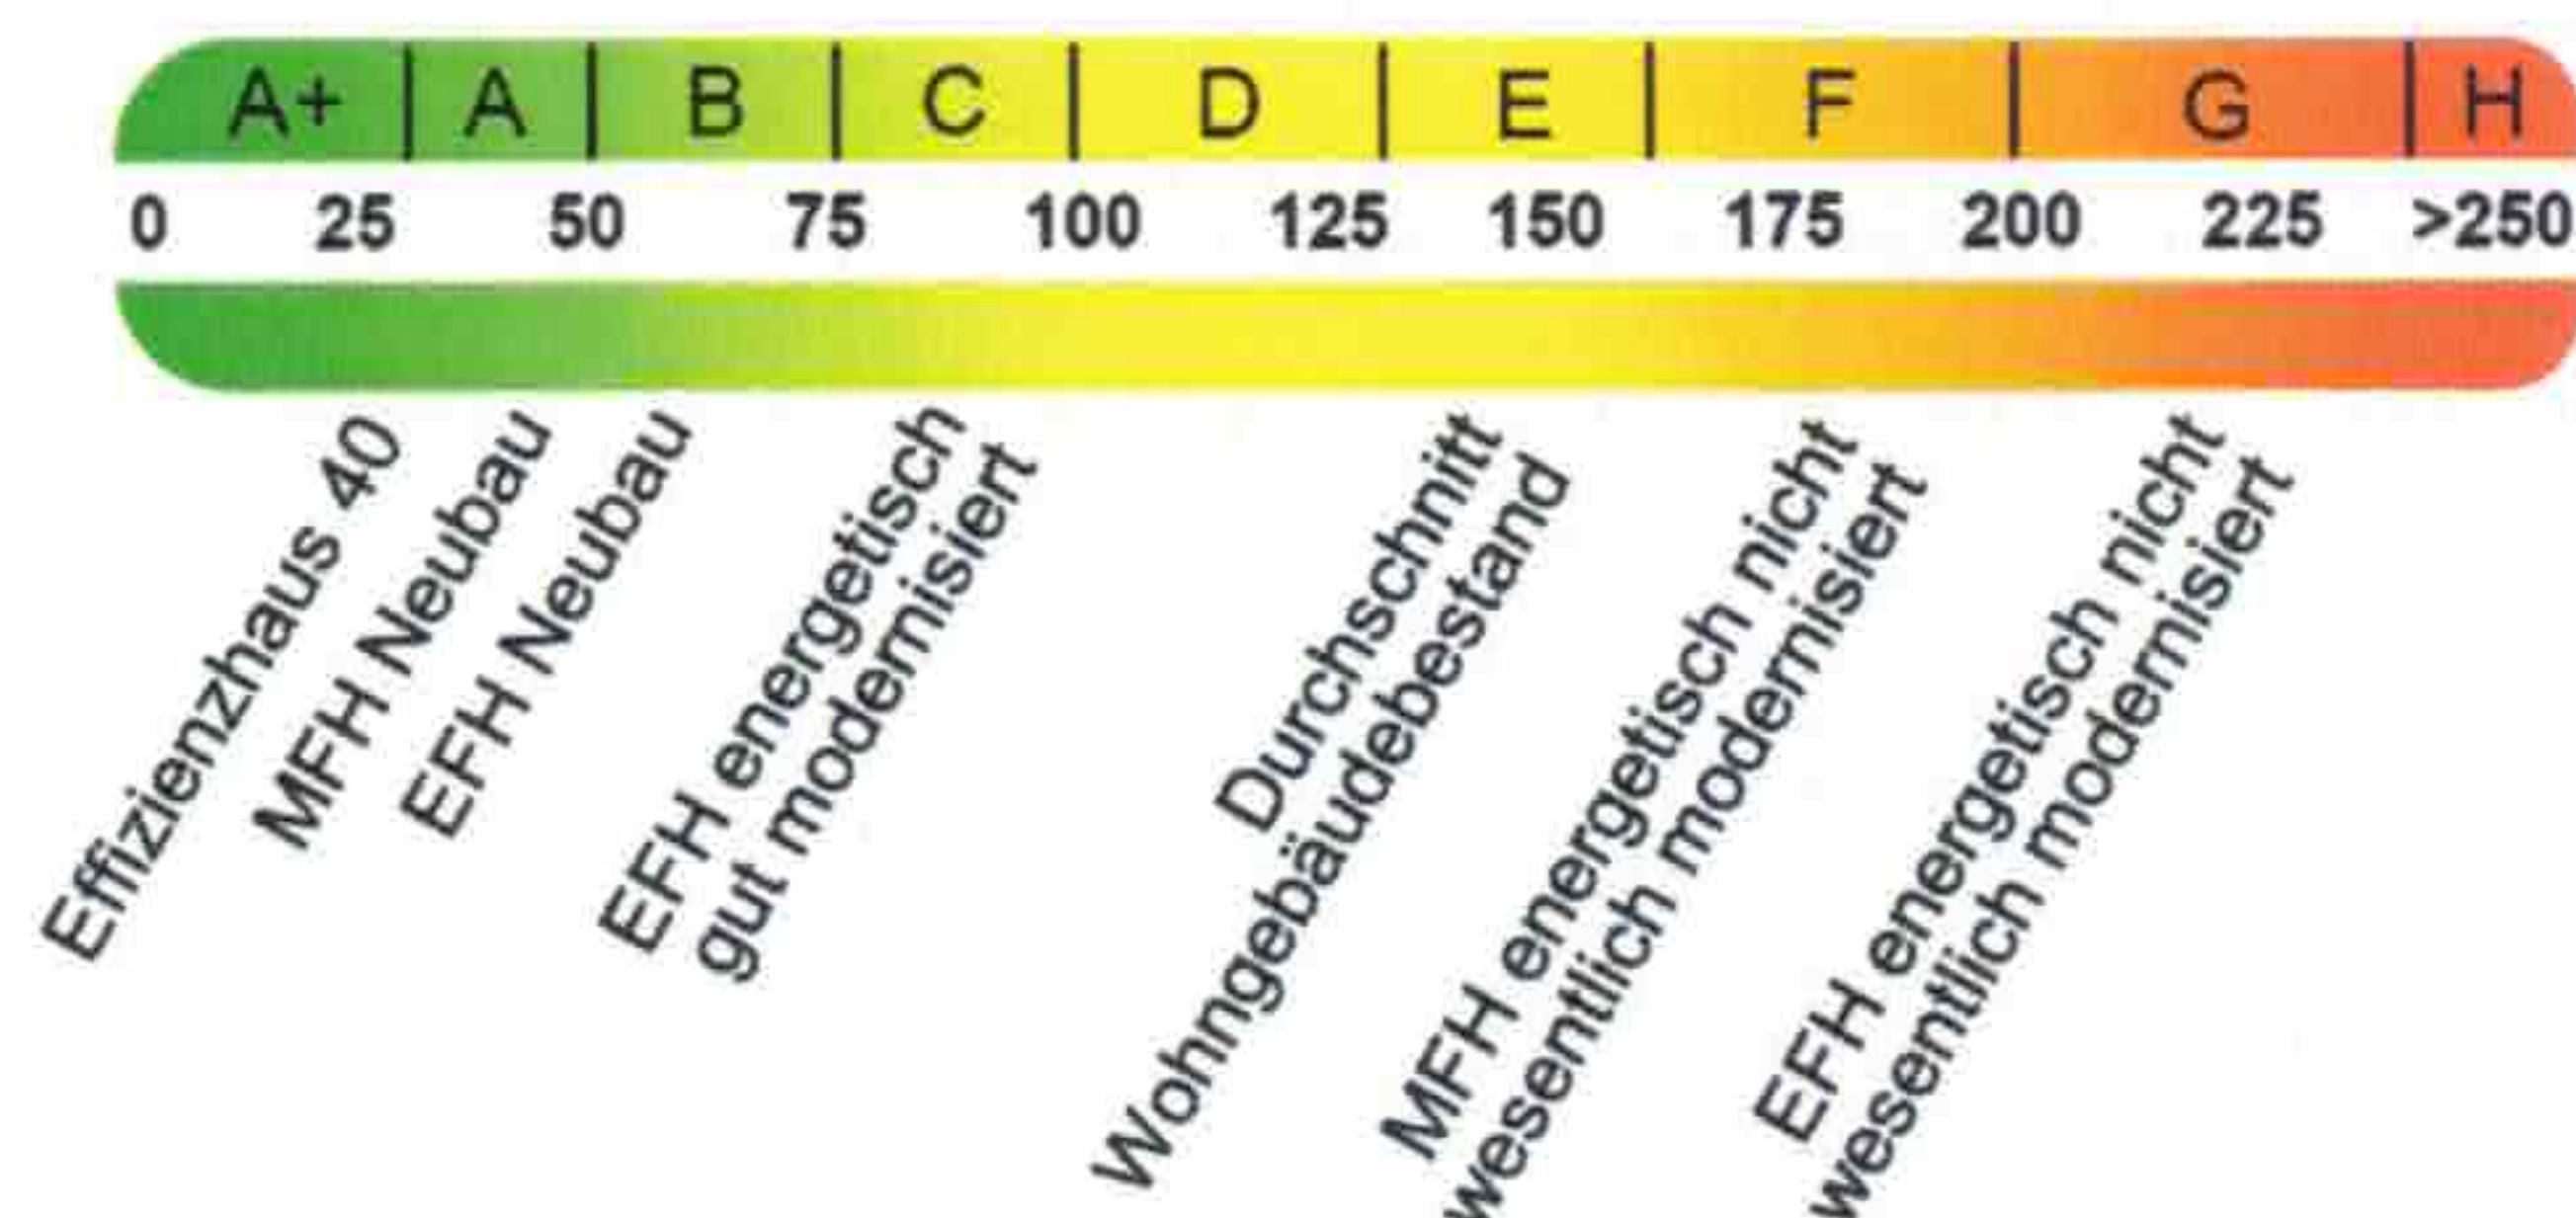 A+ A B C D E F G H
0 25 50 75 100 125 150 175 200 225 >250
Effizienzhaus 40
MFH Neubau
EFH Neubau
EFH energetisch
gut modernisiert
Durchschnitt
Wohngebäudebestand
MFH energetisch nicht
wesentlich modernisiert
EFH energetisch nicht
wesentlich modernisiert